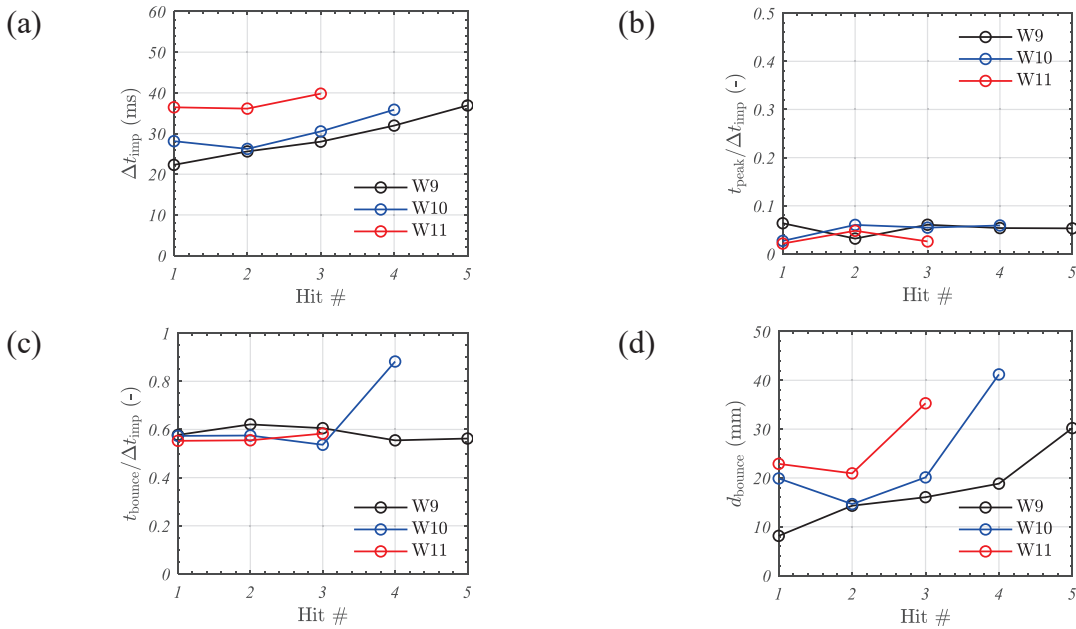 (a)
60
50
40
30
20
10
0
Δt_imp (ms)
1 2 3 4 5
Hit #
W9
W10
W11
(b)
0.5
0.4
0.3
0.2
0.1
0
t_peak/Δt_imp (-)
1 2 3 4 5
Hit #
W9
W10
W11
(c)
1
0.8
0.6
0.4
0.2
0
t_bounce/Δt_imp (-)
1 2 3 4 5
Hit #
W9
W10
W11
(d)
50
40
30
20
10
0
d_bounce (mm)
1 2 3 4 5
Hit #
W9
W10
W11